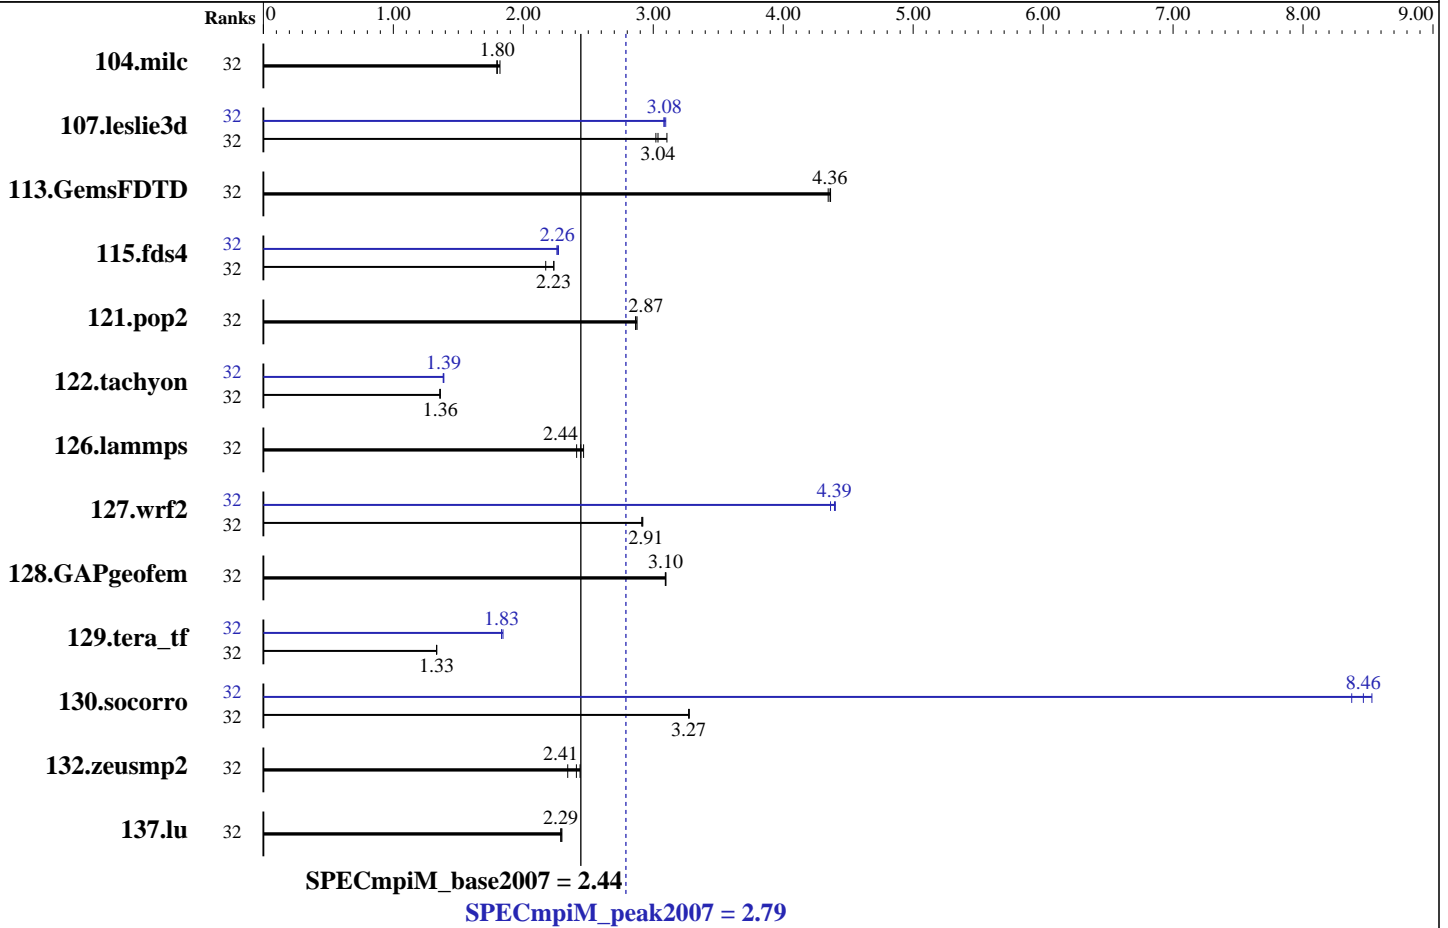 Ranks 0 1.00 2.00 3.00 4.00 5.00 6.00 7.00 8.00 9.00
104.milc 32 1.80
107.leslie3d 32 3.08
32 3.04
113.GemsFDTD 32 4.36
115.fds4 32 2.26
32 2.23
121.pop2 32 2.87
122.tachyon 32 1.39
32 1.36
126.lammps 32 2.44
127.wrf2 32 4.39
32 2.91
128.GAPgeofem 32 3.10
129.tera_tf 32 1.83
32 1.33
130.socorro 32 8.46
32 3.27
132.zeusmp2 32 2.41
137.lu 32 2.29
SPECmpiM_base2007 = 2.44
SPECmpiM_peak2007 = 2.79